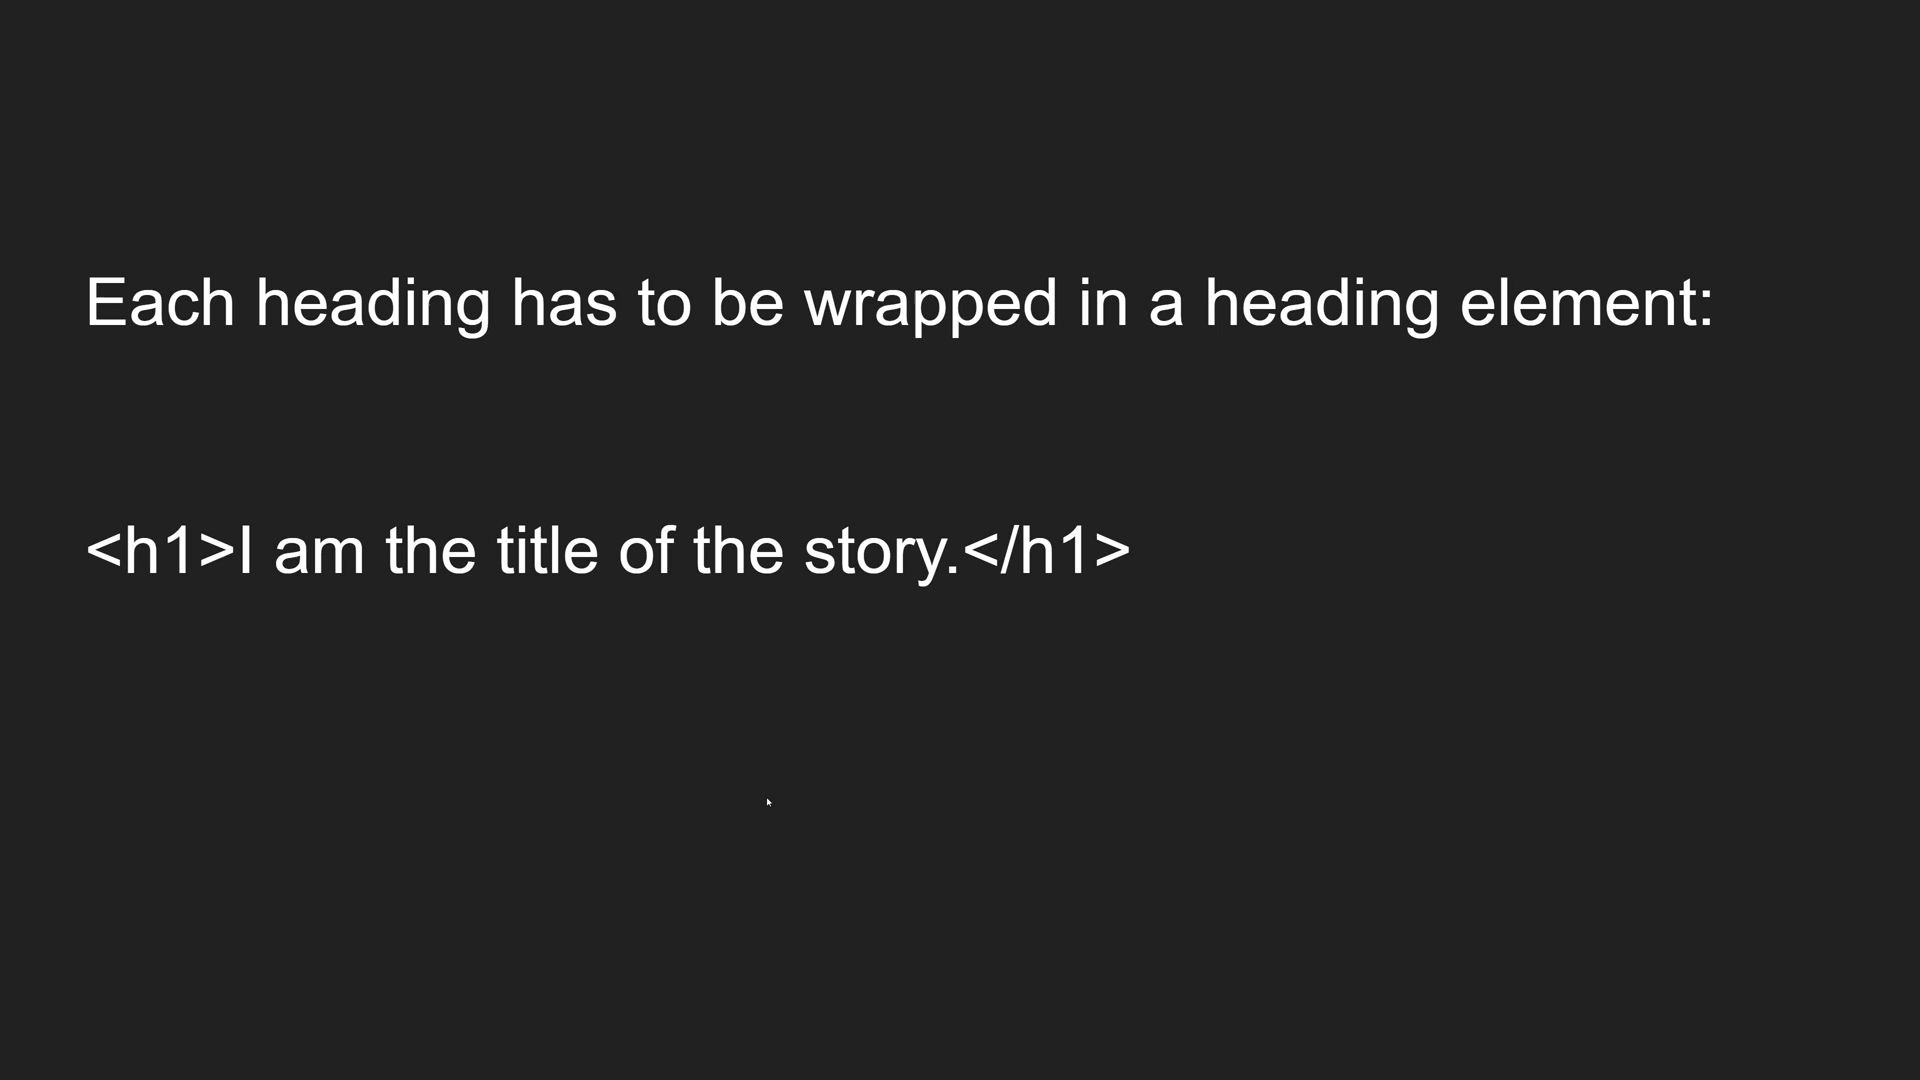 Each heading has to be wrapped in a heading element:
<h1>I am the title of the story.</h1>